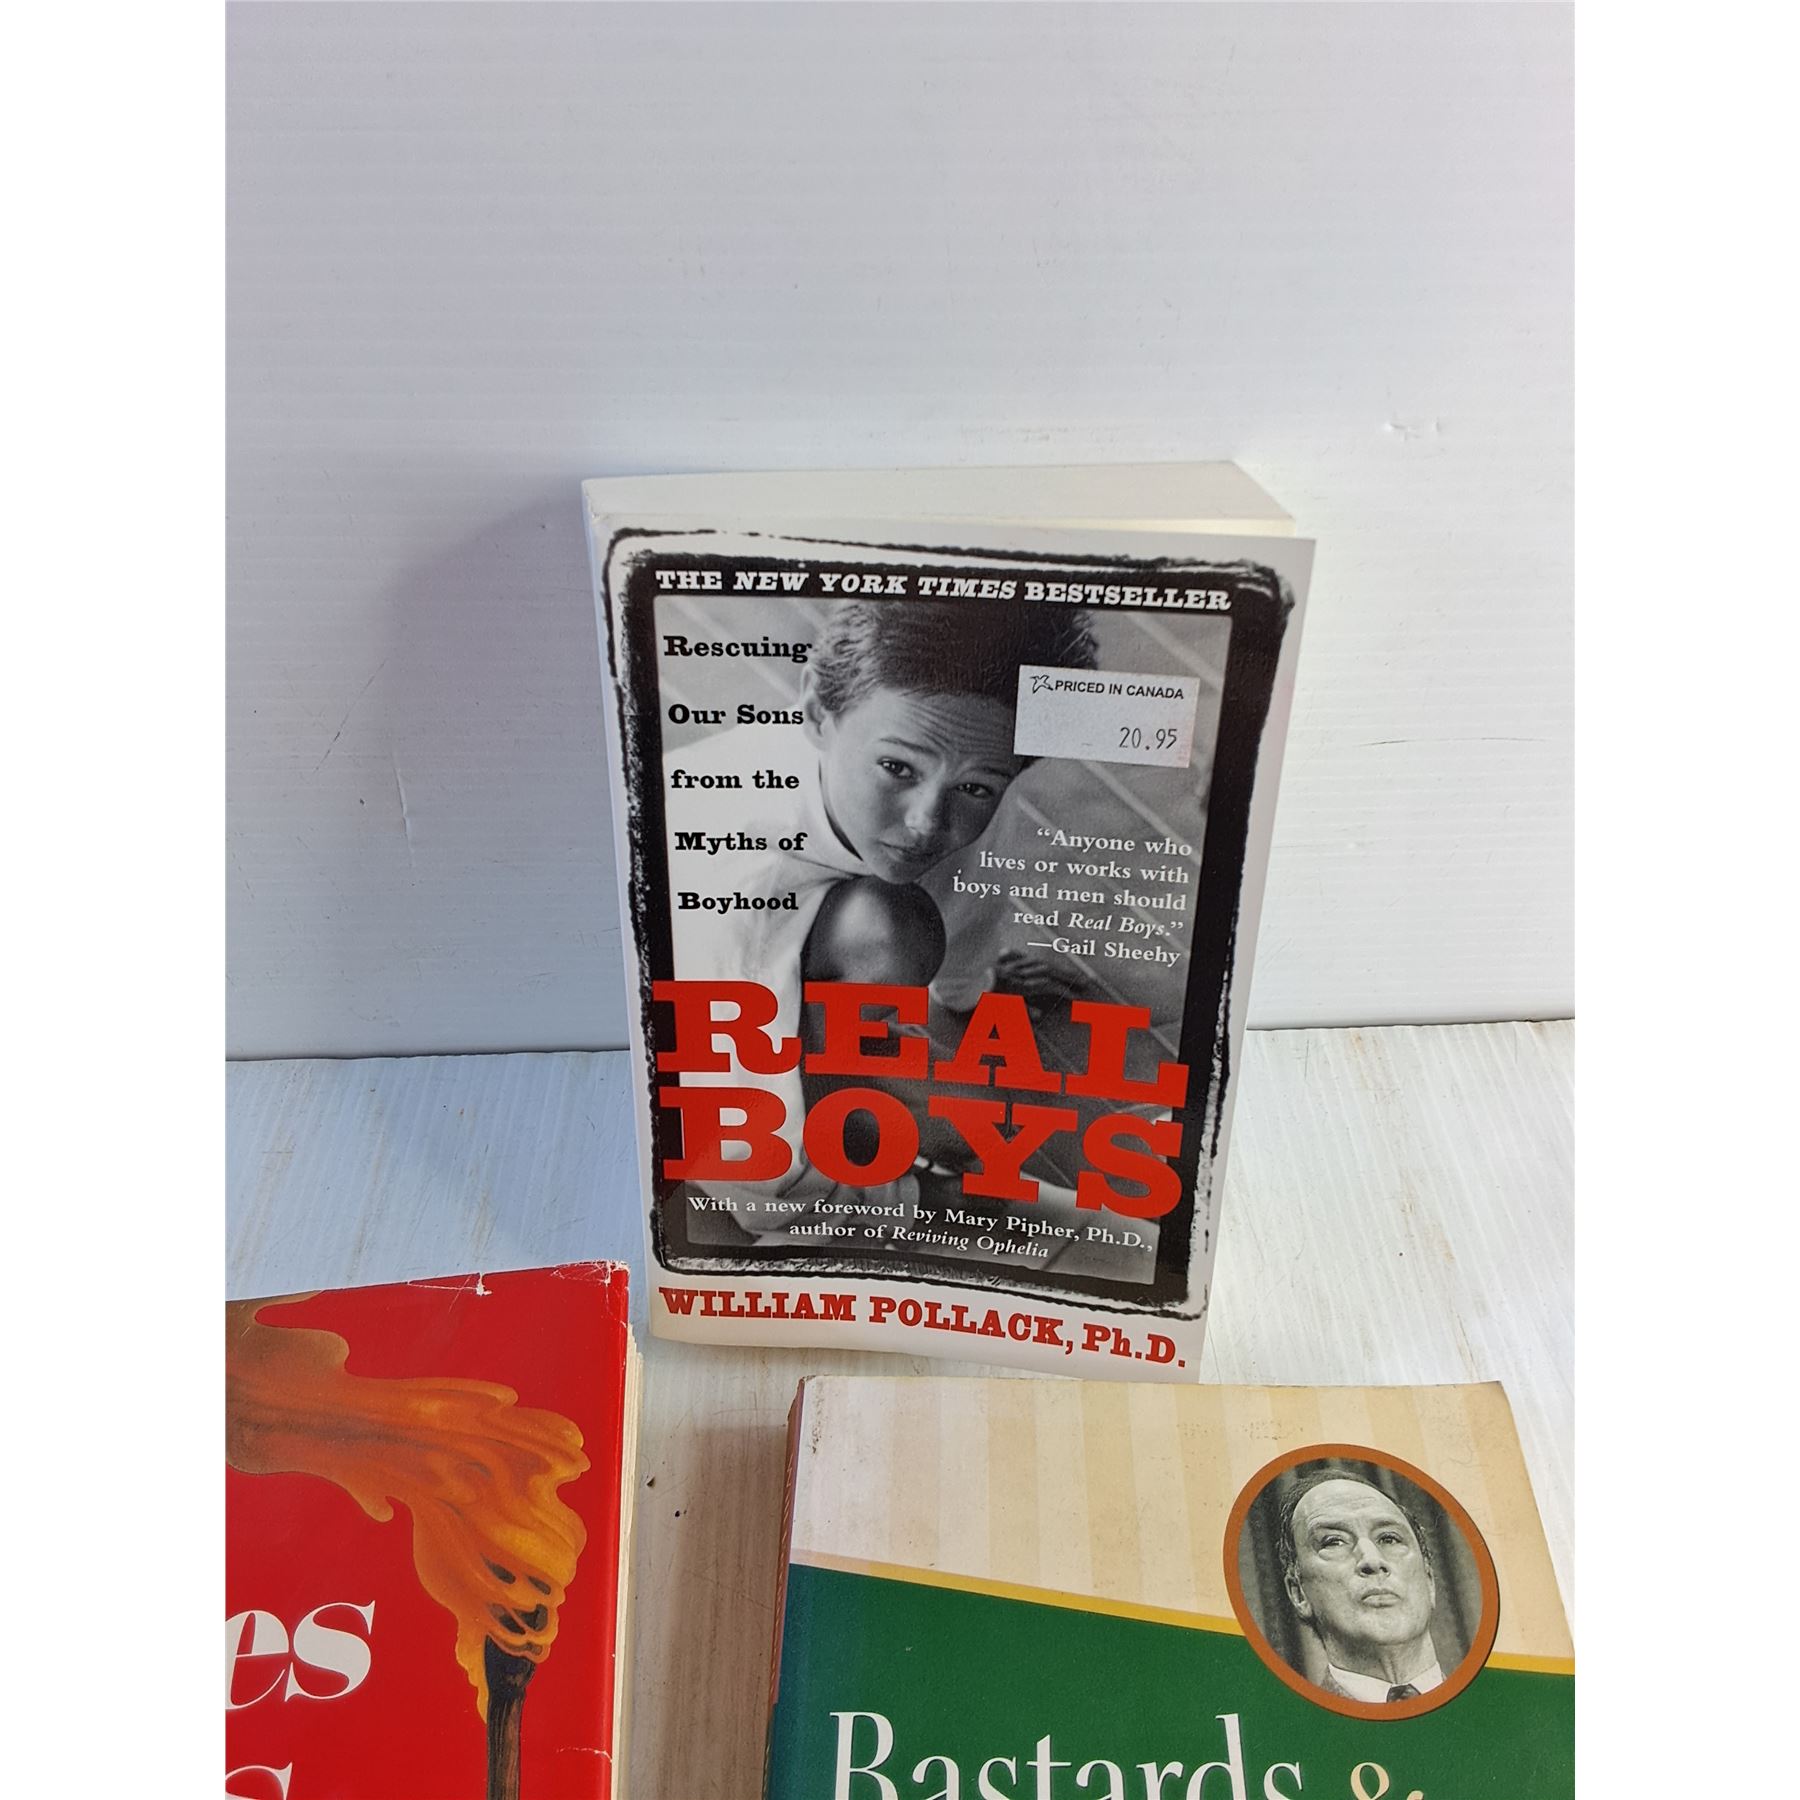 THE NEW YORK TIMES BESTSELLER
Rescuing
Our Sons
from the
Myths of
Boyhood
PRICED IN CANADA
20.95
“Anyone who
lives or works with
boys and men should
read Real Boys.”
—Gail Sheehy
REAL
BOYS
With a new foreword by Mary Pipher, Ph.D.,
author of Reviving Ophelia
WILLIAM POLLACK, Ph.D.
es
s
Bastards &